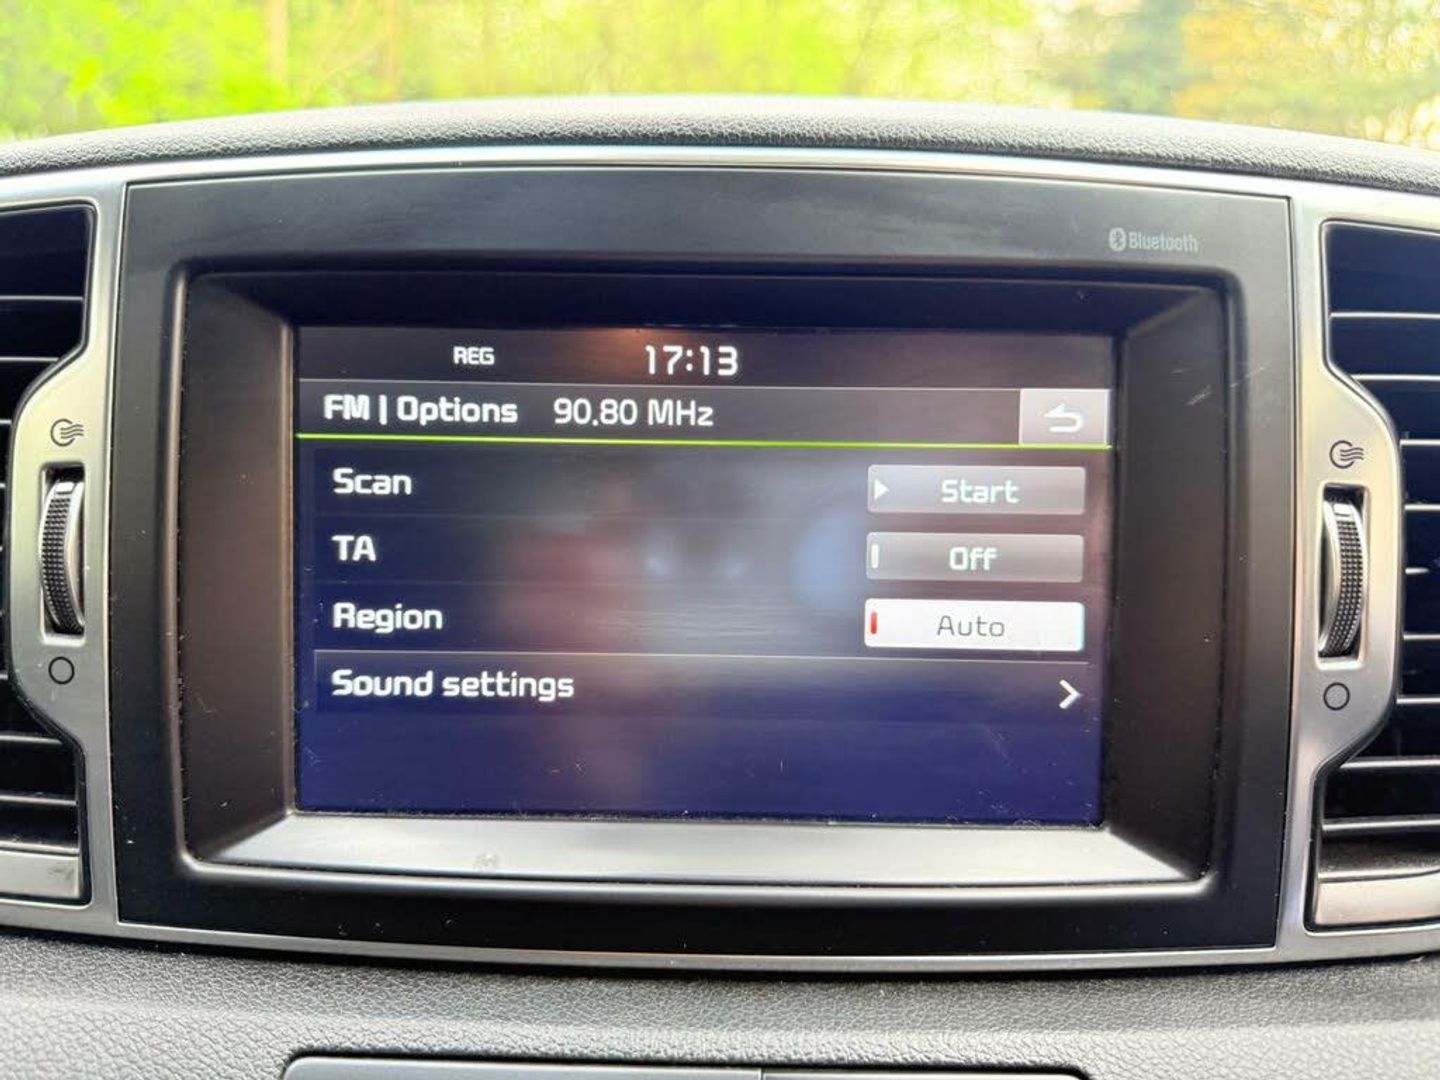 Bluetooth
REG 17:13
FM | Options 90.80 MHz
Scan Start
TA Off
Region Auto
Sound settings